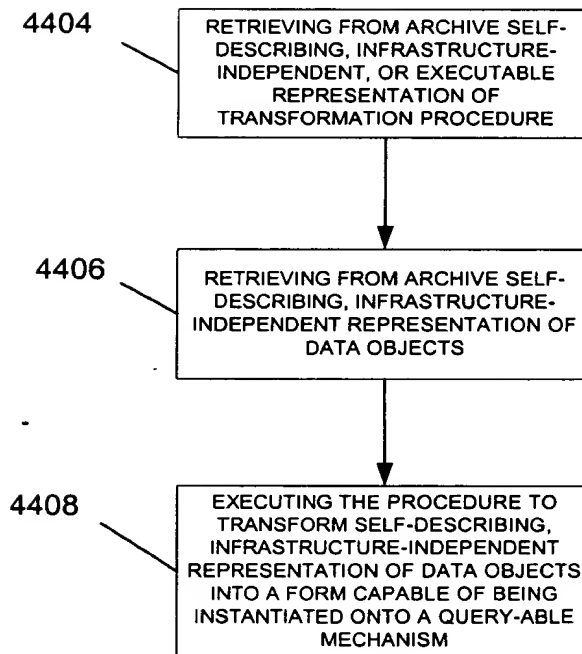 4404
RETRIEVING FROM ARCHIVE SELF-
DESCRIBING, INFRASTRUCTURE-
INDEPENDENT, OR EXECUTABLE
REPRESENTATION OF
TRANSFORMATION PROCEDURE
4406
RETRIEVING FROM ARCHIVE SELF-
DESCRIBING, INFRASTRUCTURE-
INDEPENDENT REPRESENTATION OF
DATA OBJECTS
4408
EXECUTING THE PROCEDURE TO
TRANSFORM SELF-DESCRIBING,
INFRASTRUCTURE-INDEPENDENT
REPRESENTATION OF DATA OBJECTS
INTO A FORM CAPABLE OF BEING
INSTANTIATED ONTO A QUERY-ABLE
MECHANISM